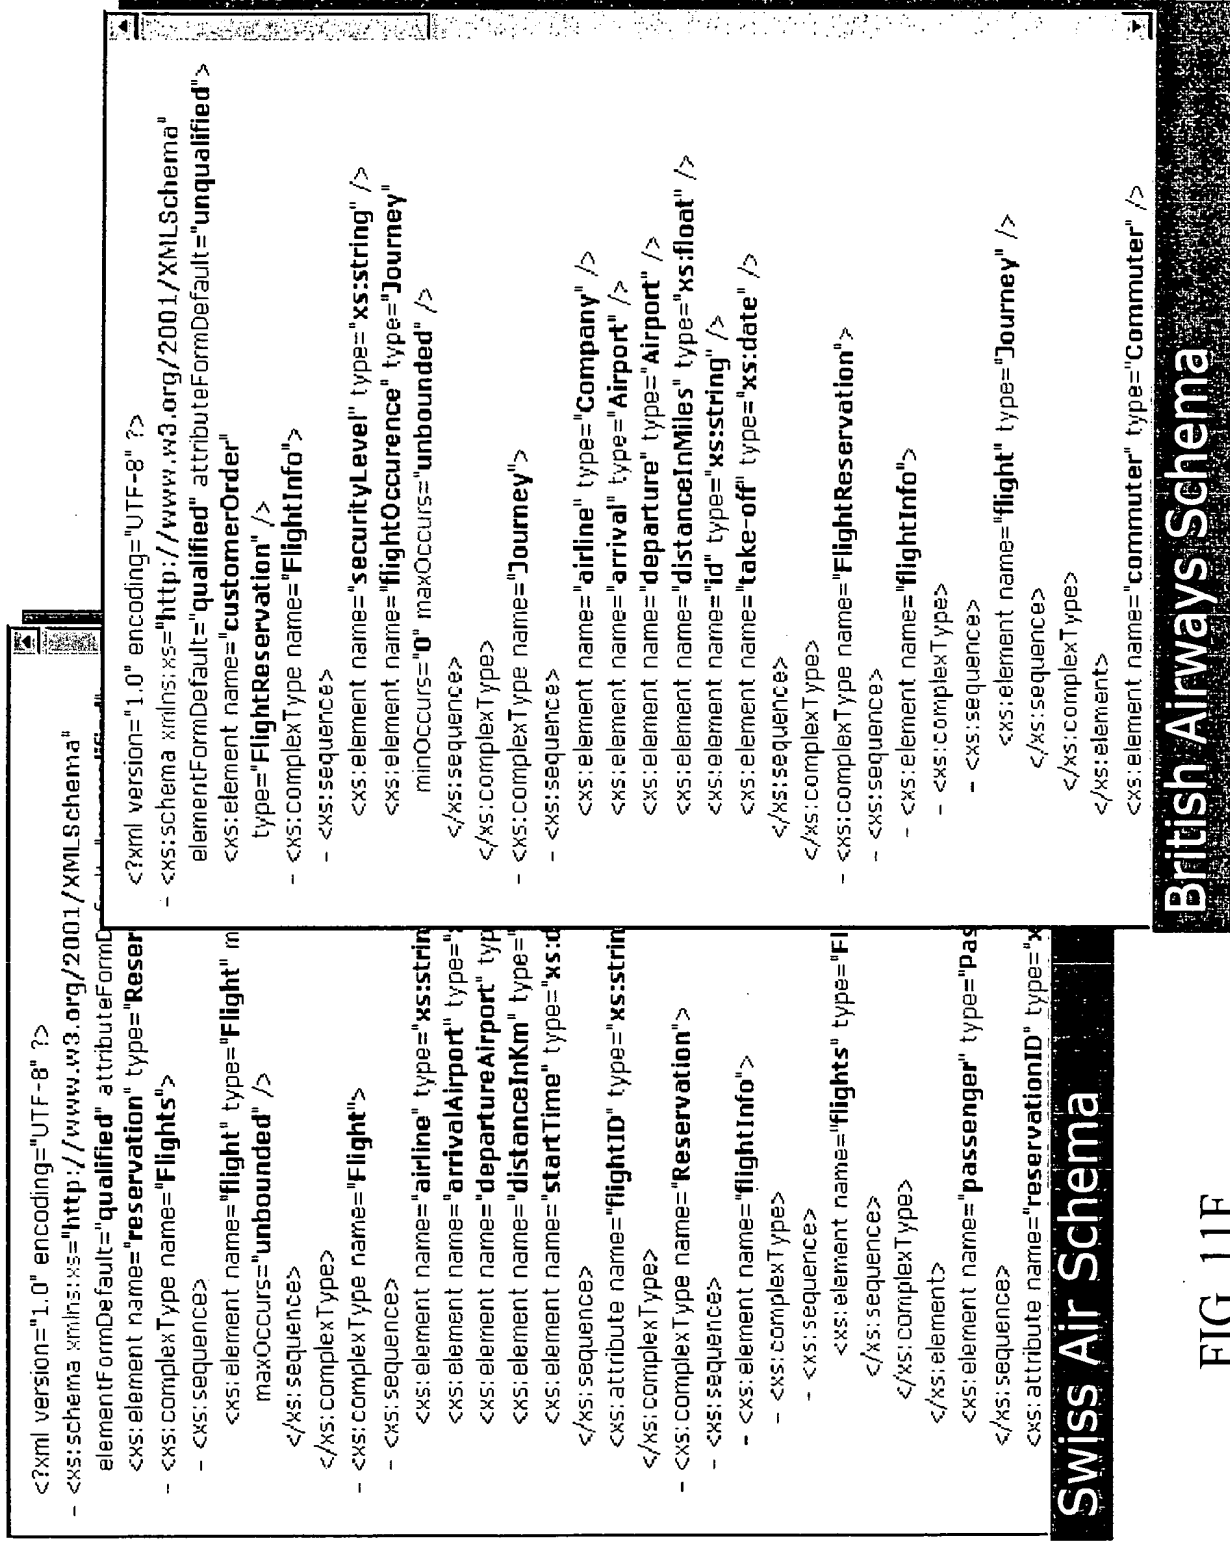 <?xml version="1.0" encoding="UTF-8" ?>
- <xs:schema xmlns:xs="http://www.w3.org/2001/XMLSchema"
elementFormDefault="qualified" attributeFormD
<xs:element name="reservation" type="Reser
- <xs:complexType name="Flights">
- <xs:sequence>
<xs:element name="flight" type="Flight" m
maxOccurs="unbounded" />
</xs:sequence>
</xs:complexType>
- <xs:complexType name="Flight">
- <xs:sequence>
<xs:element name="airline" type="xs:strin
<xs:element name="arrivalAirport" type="
<xs:element name="departureAirport" typ
<xs:element name="distanceInKm" type="
<xs:element name="startTime" type="xs:d
</xs:sequence>
<xs:attribute name="flightID" type="xs:strin
</xs:complexType>
- <xs:complexType name="Reservation">
- <xs:sequence>
- <xs:element name="flightInfo">
- <xs:complexType>
- <xs:sequence>
<xs:element name="flights" type="Fl
</xs:sequence>
</xs:complexType>
</xs:element>
<xs:element name="passenger" type="Pas
</xs:sequence>
<xs:attribute name="reservationID" type="x
Swiss Air Schema
<?xml version="1.0" encoding="UTF-8" ?>
- <xs:schema xmlns:xs="http://www.w3.org/2001/XMLSchema"
elementFormDefault="qualified" attributeFormDefault="unqualified">
<xs:element name="customerOrder"
type="FlightReservation" />
- <xs:complexType name="FlightInfo">
- <xs:sequence>
<xs:element name="securityLevel" type="xs:string" />
<xs:element name="flightOccurence" type="Journey"
minOccurs="0" maxOccurs="unbounded" />
</xs:sequence>
</xs:complexType>
- <xs:complexType name="Journey">
- <xs:sequence>
<xs:element name="airline" type="Company" />
<xs:element name="arrival" type="Airport" />
<xs:element name="departure" type="Airport" />
<xs:element name="distanceInMiles" type="xs:float" />
<xs:element name="id" type="xs:string" />
<xs:element name="take-off" type="xs:date" />
</xs:sequence>
</xs:complexType>
- <xs:complexType name="FlightReservation">
- <xs:sequence>
- <xs:element name="flightInfo">
- <xs:complexType>
- <xs:sequence>
<xs:element name="flight" type="Journey" />
</xs:sequence>
</xs:complexType>
</xs:element>
<xs:element name="commuter" type="Commuter" />
British Airways Schema
FIG. 11F